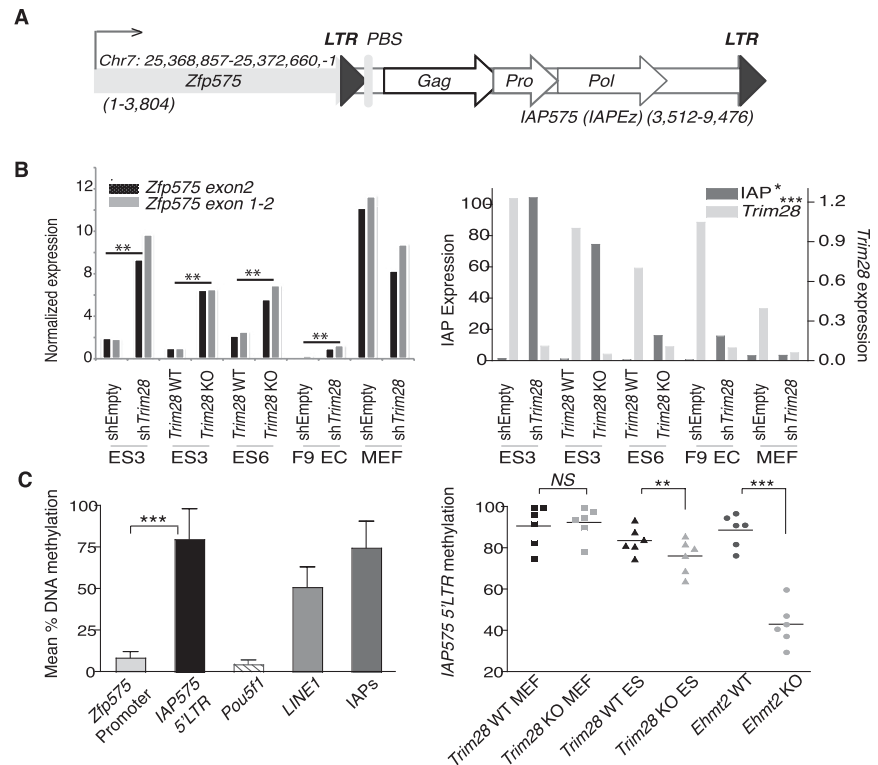 A
LTR PBS LTR
Chr7: 25,368,857-25,372,660,-1
Zfp575 Gag Pro Pol
(1-3,804)
IAP575 (IAPEz) (3,512-9,476)
B
Normalized expression
12
10
8
4
0
Zfp575 exon2
Zfp575 exon 1-2
**
**
**
**
shEmpty
shTrim28
Trim28 WT
Trim28 KO
Trim28 WT
Trim28 KO
shEmpty
shTrim28
shEmpty
shTrim28
ES3 ES3 ES6 F9 EC MEF
IAP Expression
100
80
60
40
20
0
IAP *
Trim28 ***
1.2
0.9
0.6
0.3
0.0
Trim28 expression
shEmpty
shTrim28
Trim28 WT
Trim28 KO
Trim28 WT
Trim28 KO
shEmpty
shTrim28
shEmpty
shTrim28
ES3 ES3 ES6 F9 EC MEF
C
Mean % DNA methylation
100
75
50
25
0
***
Zfp575
Promoter
IAP575
5'LTR
Pou5f1
LINE1
IAPs
IAP575 5'LTR methylation
100
80
60
40
20
NS
**
***
Trim28 WT MEF
Trim28 KO MEF
Trim28 WT ES
Trim28 KO ES
Ehmt2 WT
Ehmt2 KO